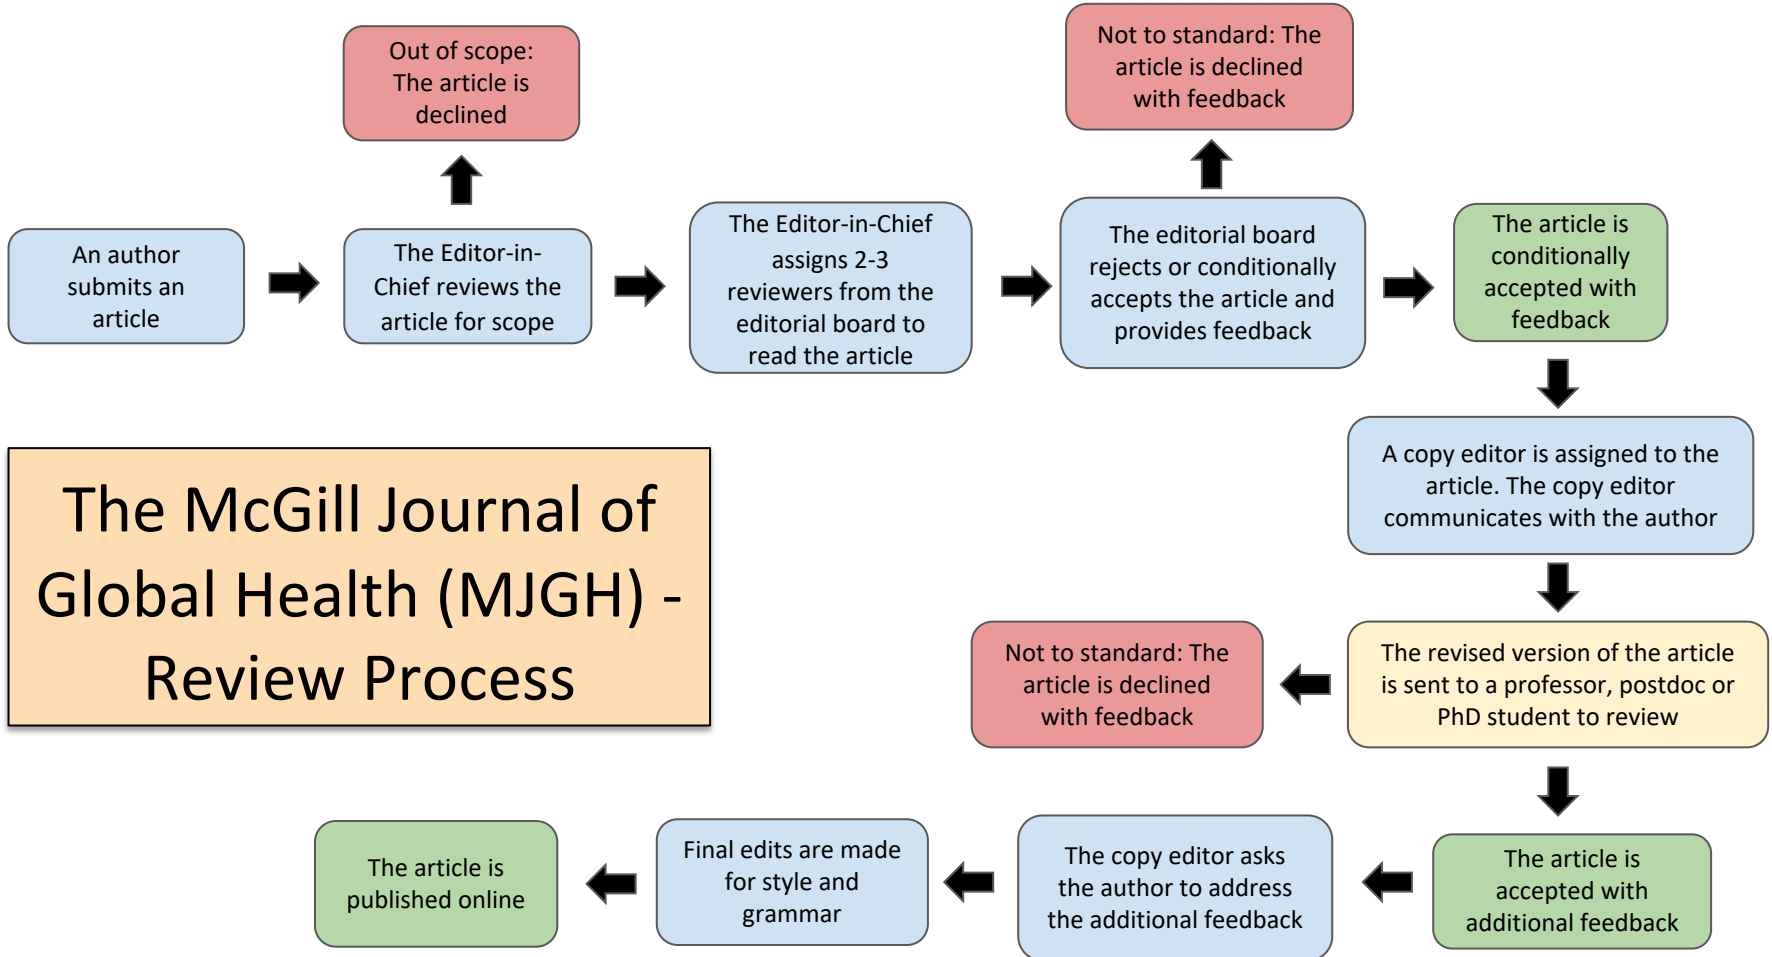 Out of scope:
The article is
declined
Not to standard: The
article is declined
with feedback
An author
submits an
article
The Editor-in-
Chief reviews the
article for scope
The Editor-in-Chief
assigns 2-3
reviewers from the
editorial board to
read the article
The editorial board
rejects or conditionally
accepts the article and
provides feedback
The article is
conditionally
accepted with
feedback
A copy editor is assigned to the
article. The copy editor
communicates with the author
The McGill Journal of
Global Health (MJGH) -
Review Process
The revised version of the article
is sent to a professor, postdoc or
PhD student to review
Not to standard: The
article is declined
with feedback
The article is
accepted with
additional feedback
The copy editor asks
the author to address
the additional feedback
Final edits are made
for style and
grammar
The article is
published online